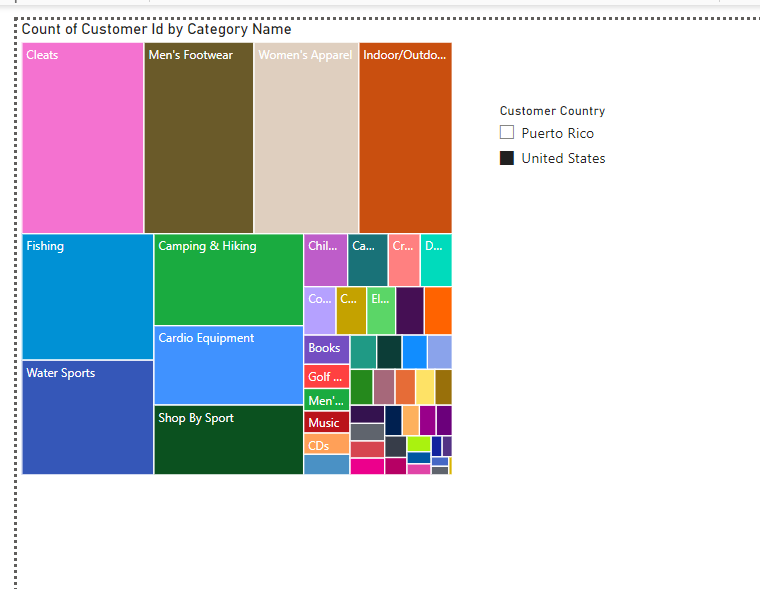 Count of Customer Id by Category Name
Cleats
Men's Footwear
Women's Apparel
Indoor/Outdo...
Customer Country
Puerto Rico
United States
Fishing
Camping & Hiking
Chil...
Ca...
Cr...
D...
Co...
C...
El...
Cardio Equipment
Books
Water Sports
Golf ...
Men'...
Shop By Sport
Music
CDs